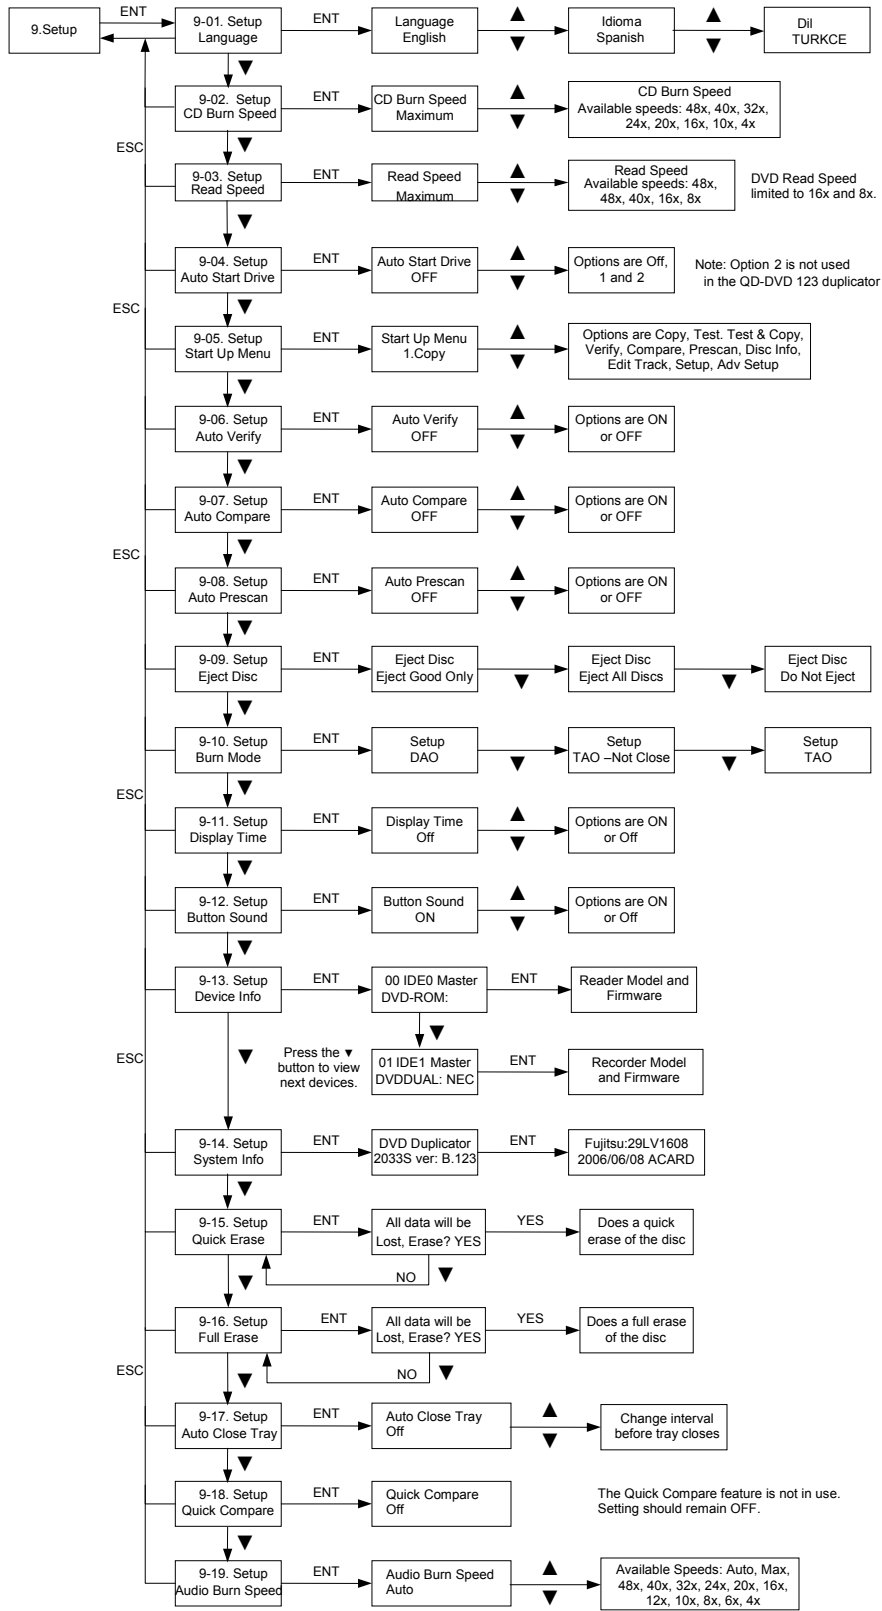 9.Setup
ENT
9-01. Setup
Language
ENT
Language
English
▲
▼
Idioma
Spanish
▲
▼
Dil
TURKCE
▼
9-02. Setup
CD Burn Speed
ENT
CD Burn Speed
Maximum
▲
▼
CD Burn Speed
Available speeds: 48x, 40x, 32x,
24x, 20x, 16x, 10x, 4x
ESC
▼
9-03. Setup
Read Speed
ENT
Read Speed
Maximum
▲
▼
Read Speed
Available speeds: 48x,
48x, 40x, 16x, 8x
DVD Read Speed
limited to 16x and 8x.
▼
9-04. Setup
Auto Start Drive
ENT
Auto Start Drive
OFF
▲
▼
Options are Off,
1 and 2
Note: Option 2 is not used
in the QD-DVD 123 duplicator
ESC
▼
9-05. Setup
Start Up Menu
ENT
Start Up Menu
1.Copy
▲
▼
Options are Copy, Test. Test & Copy,
Verify, Compare, Prescan, Disc Info,
Edit Track, Setup, Adv Setup
▼
9-06. Setup
Auto Verify
ENT
Auto Verify
OFF
▲
▼
Options are ON
or OFF
▼
9-07. Setup
Auto Compare
ENT
Auto Compare
OFF
▲
▼
Options are ON
or OFF
ESC
▼
9-08. Setup
Auto Prescan
ENT
Auto Prescan
OFF
▲
▼
Options are ON
or OFF
▼
9-09. Setup
Eject Disc
ENT
Eject Disc
Eject Good Only
▼
Eject Disc
Eject All Discs
▼
Eject Disc
Do Not Eject
▼
9-10. Setup
Burn Mode
ENT
Setup
DAO
▼
Setup
TAO –Not Close
▼
Setup
TAO
ESC
▼
9-11. Setup
Display Time
ENT
Display Time
Off
▲
▼
Options are ON
or Off
▼
9-12. Setup
Button Sound
ENT
Button Sound
ON
▲
▼
Options are ON
or Off
▼
9-13. Setup
Device Info
ENT
00 IDE0 Master
DVD-ROM:
ENT
Reader Model and
Firmware
ESC
▼
Press the ▼
button to view
next devices.
▼
01 IDE1 Master
DVDDUAL: NEC
ENT
Recorder Model
and Firmware
9-14. Setup
System Info
ENT
DVD Duplicator
2033S ver: B.123
ENT
Fujitsu:29LV1608
2006/06/08 ACARD
▼
9-15. Setup
Quick Erase
ENT
All data will be
Lost, Erase? YES
YES
Does a quick
erase of the disc
NO
▼
▼
9-16. Setup
Full Erase
ENT
All data will be
Lost, Erase? YES
YES
Does a full erase
of the disc
NO
▼
ESC
▼
9-17. Setup
Auto Close Tray
ENT
Auto Close Tray
Off
▲
▼
Change interval
before tray closes
▼
9-18. Setup
Quick Compare
ENT
Quick Compare
Off
The Quick Compare feature is not in use.
Setting should remain OFF.
▼
9-19. Setup
Audio Burn Speed
ENT
Audio Burn Speed
Auto
▲
▼
Available Speeds: Auto, Max,
48x, 40x, 32x, 24x, 20x, 16x,
12x, 10x, 8x, 6x, 4x